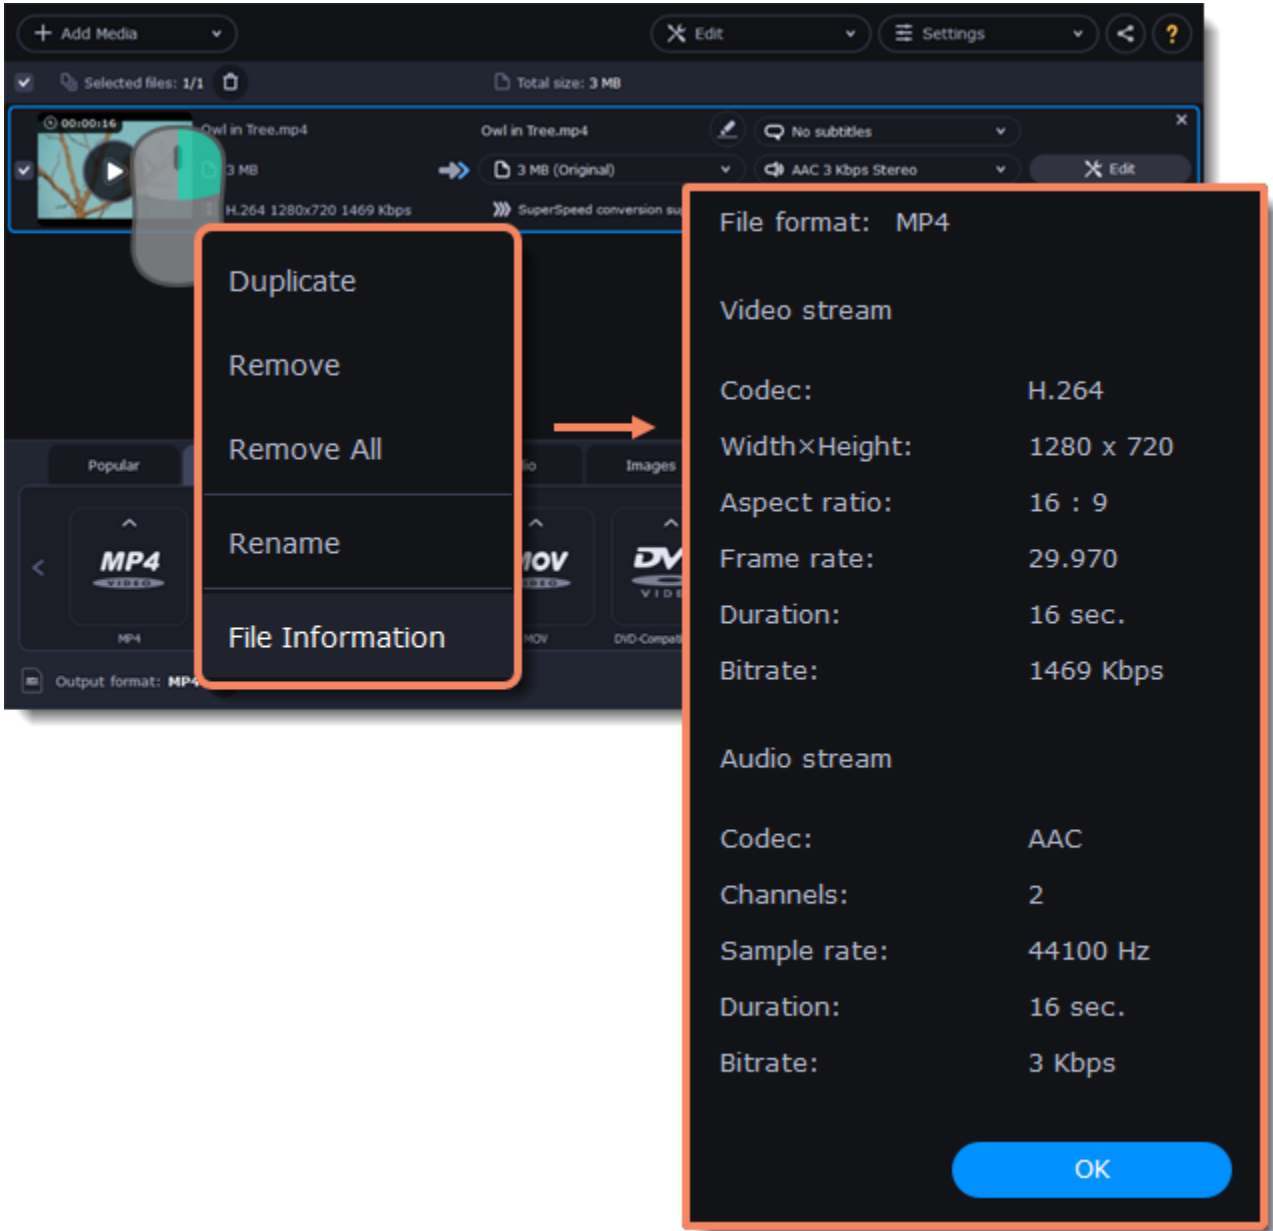 Add Media
Edit
Settings
?
Selected files: 1/1
Total size: 3 MB
00:00:16
Owl in Tree.mp4
Owl in Tree.mp4
No subtitles
3 MB
3 MB (Original)
AAC 3 Kbps Stereo
Edit
H.264 1280x720 1469 Kbps
SuperSpeed conversion
Duplicate
Remove
Remove All
Rename
File Information
Popular
Images
MP4
VIDEO
MP4
MOV
Output format: MP4
File format: MP4
Video stream
Codec: H.264
Width×Height: 1280 x 720
Aspect ratio: 16 : 9
Frame rate: 29.970
Duration: 16 sec.
Bitrate: 1469 Kbps
Audio stream
Codec: AAC
Channels: 2
Sample rate: 44100 Hz
Duration: 16 sec.
Bitrate: 3 Kbps
OK